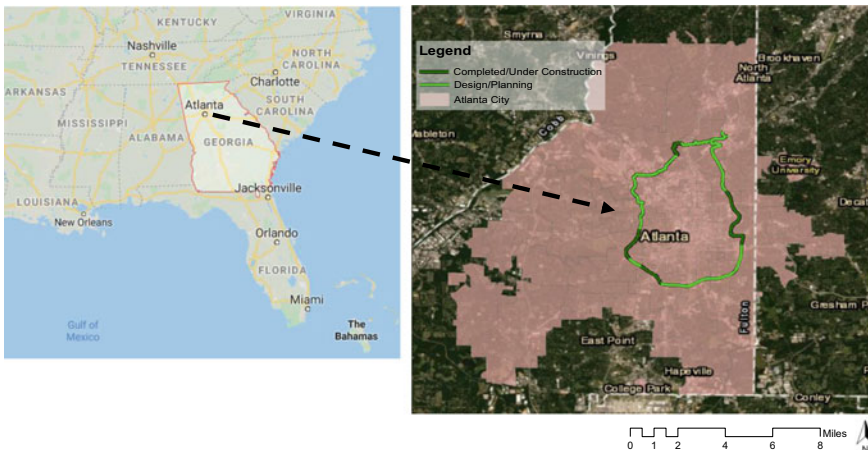 KENTUCKY
VIRGINIA
Nashville
TENNESSEE
NORTH
CAROLINA
Charlotte
ARKANSAS
SOUTH
CAROLINA
Atlanta
MISSISSIPPI
ALABAMA
GEORGIA
LOUISIANA
Jacksonville
New Orleans
Orlando
FLORIDA
Gulf of
Mexico
Miami
The
Bahamas
Smyrna
Legend
Vinings
Brookhaven
Completed/Under Construction
North
Atlanta
Design/Planning
Atlanta City
Mableton
Cobb
Emory
University
Decat
Atlanta
Gresham P
Fulton
East Point
Hapeville
College Park
Conley
Miles
0 1 2 4 6 8
N